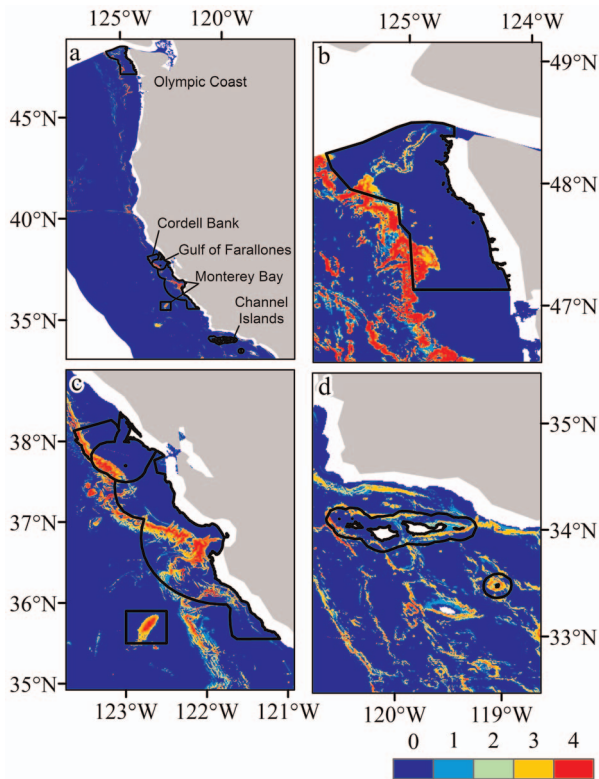 125°W 120°W
125°W 124°W
a
Olympic Coast
45°N
40°N
35°N
Cordell Bank
Gulf of Farallones
Monterey Bay
Channel
Islands
b
49°N
48°N
47°N
c
38°N
37°N
36°N
35°N
123°W 122°W 121°W
d
35°N
34°N
33°N
120°W 119°W
0 1 2 3 4